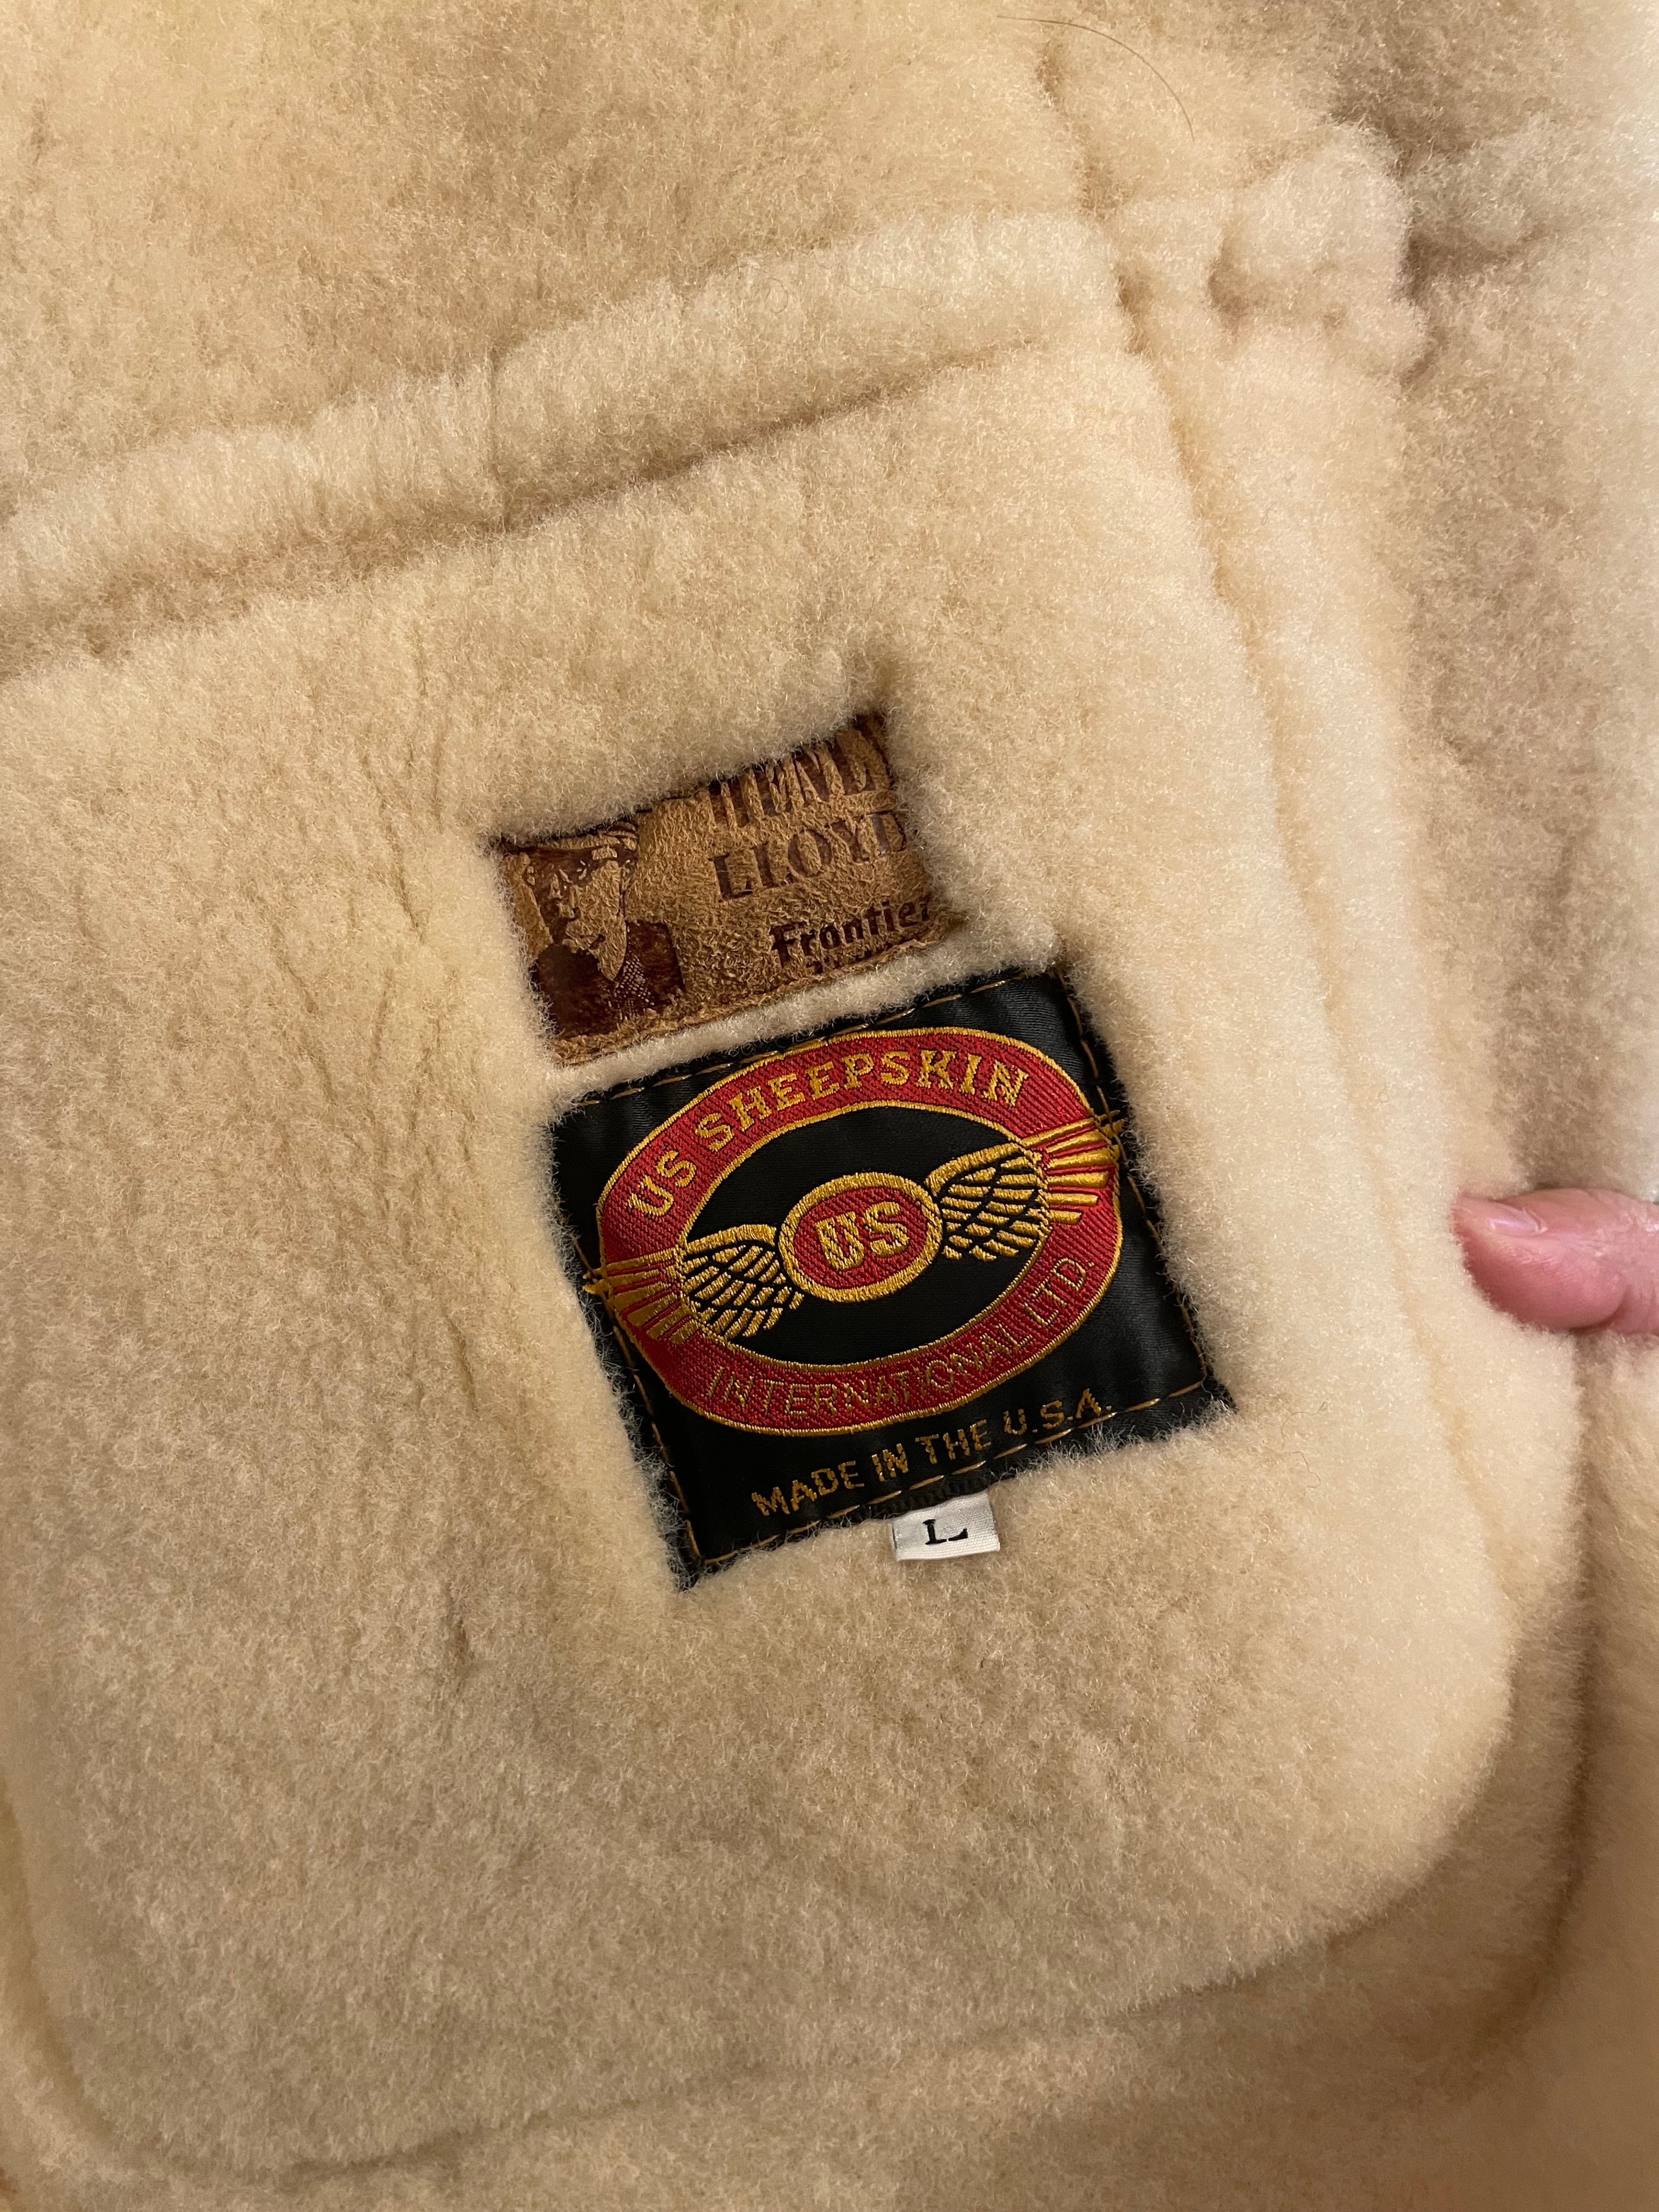 LLOYD
Frontier
US SHEEPSKIN
US
INTERNATIONAL LTD.
MADE IN THE U.S.A.
L